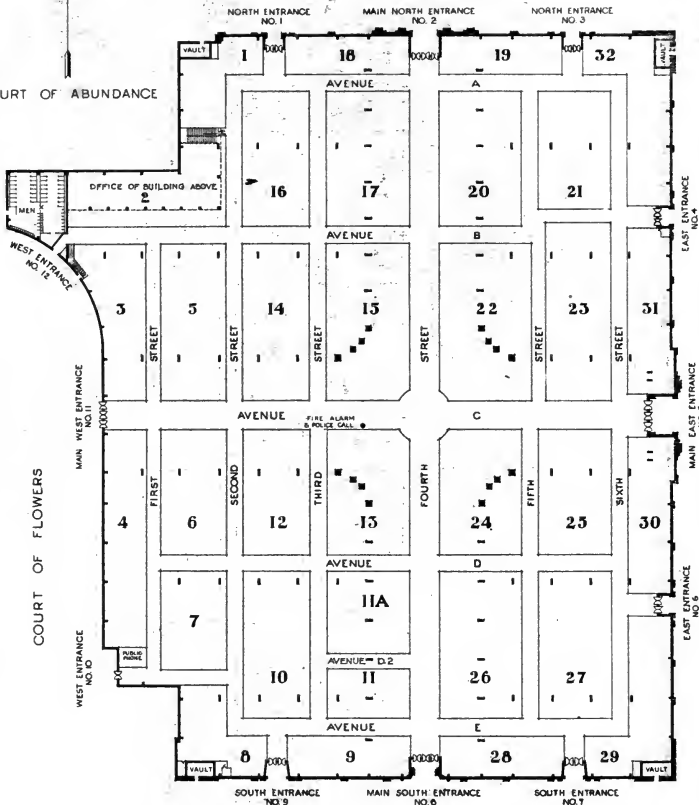 NORTH ENTRANCE
NO. 1
MAIN NORTH ENTRANCE
NO. 2
NORTH ENTRANCE
NO. 3
VAULT
1
18
19
32
VAULT
AVENUE A
URT OF ABUNDANCE
OFFICE OF BUILDING ABOVE
2
MEN
16
17
20
21
EAST ENTRANCE
NO. 4
AVENUE B
WEST ENTRANCE
NO. 12
3
5
14
15
22
23
31
STREET
STREET
STREET
STREET
STREET
STREET
MAIN WEST ENTRANCE
NO. 11
AVENUE C
FIRE ALARM
& POLICE CALL
MAIN EAST ENTRANCE
FIRST
SECOND
THIRD
FOURTH
FIFTH
SIXTH
4
6
12
13
24
25
30
COURT OF FLOWERS
AVENUE D
7
11A
EAST ENTRANCE
NO. 6
PUBLIC
PHONE
WEST ENTRANCE
NO. 10
AVENUE D.2
10
11
26
27
AVENUE E
8
9
28
29
VAULT
VAULT
SOUTH ENTRANCE
NO. 9
MAIN SOUTH ENTRANCE
NO. 8
SOUTH ENTRANCE
NO. 7